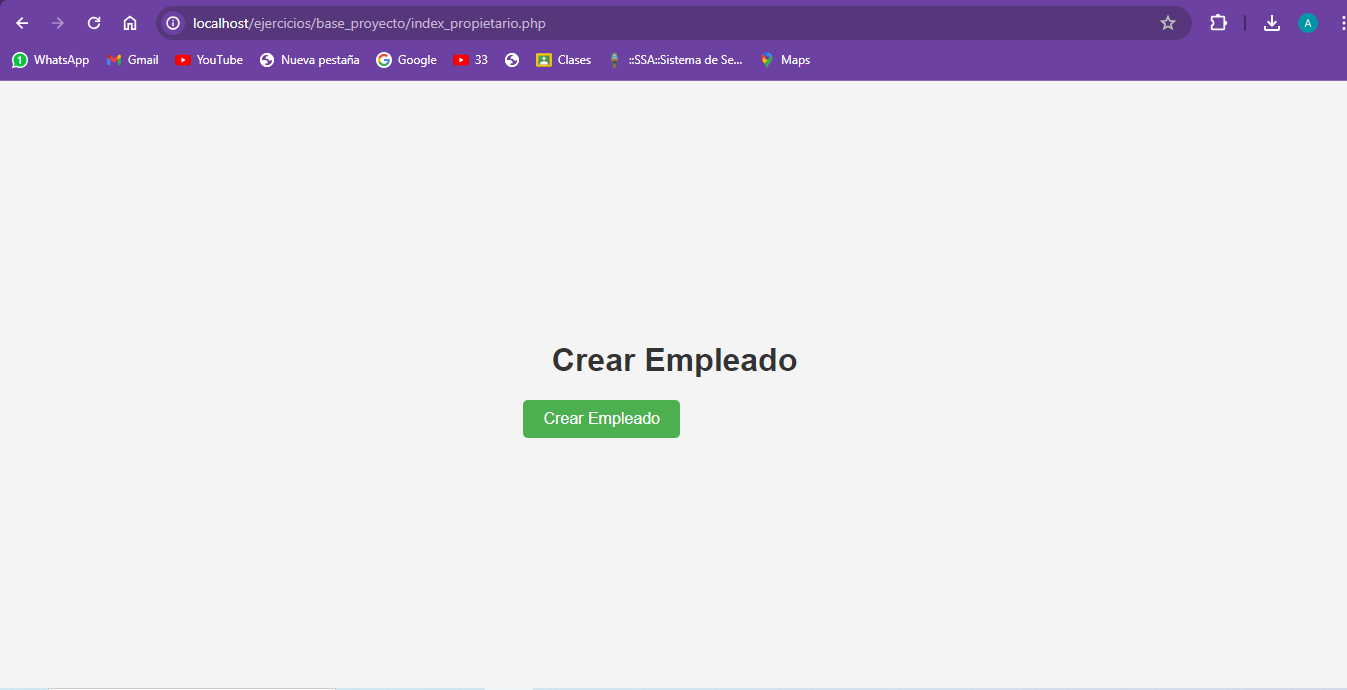 localhost/ejercicios/base_proyecto/index_propietario.php
A
1 WhatsApp Gmail YouTube Nueva pestaña Google 33 Clases ::SSA::Sistema de Se... Maps
Crear Empleado
Crear Empleado